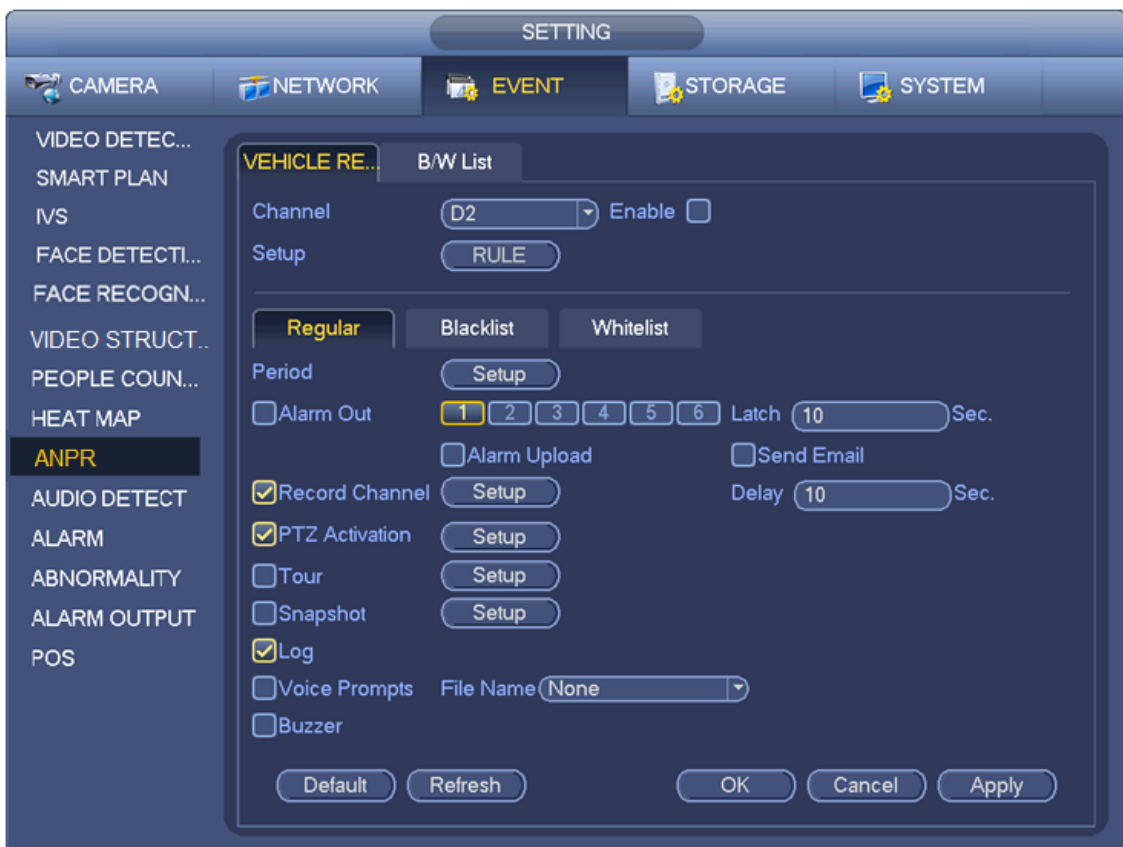 SETTING
CAMERA NETWORK EVENT STORAGE SYSTEM
VIDEO DETEC...
SMART PLAN
IVS
FACE DETECTI...
FACE RECOGN...
VIDEO STRUCT..
PEOPLE COUN...
HEAT MAP
ANPR
AUDIO DETECT
ALARM
ABNORMALITY
ALARM OUTPUT
POS
VEHICLE RE... B/W List
Channel D2 Enable
Setup RULE
Regular Blacklist Whitelist
Period Setup
Alarm Out 1 2 3 4 5 6 Latch 10 Sec.
Alarm Upload Send Email
Record Channel Setup Delay 10 Sec.
PTZ Activation Setup
Tour Setup
Snapshot Setup
Log
Voice Prompts File Name None
Buzzer
Default Refresh OK Cancel Apply